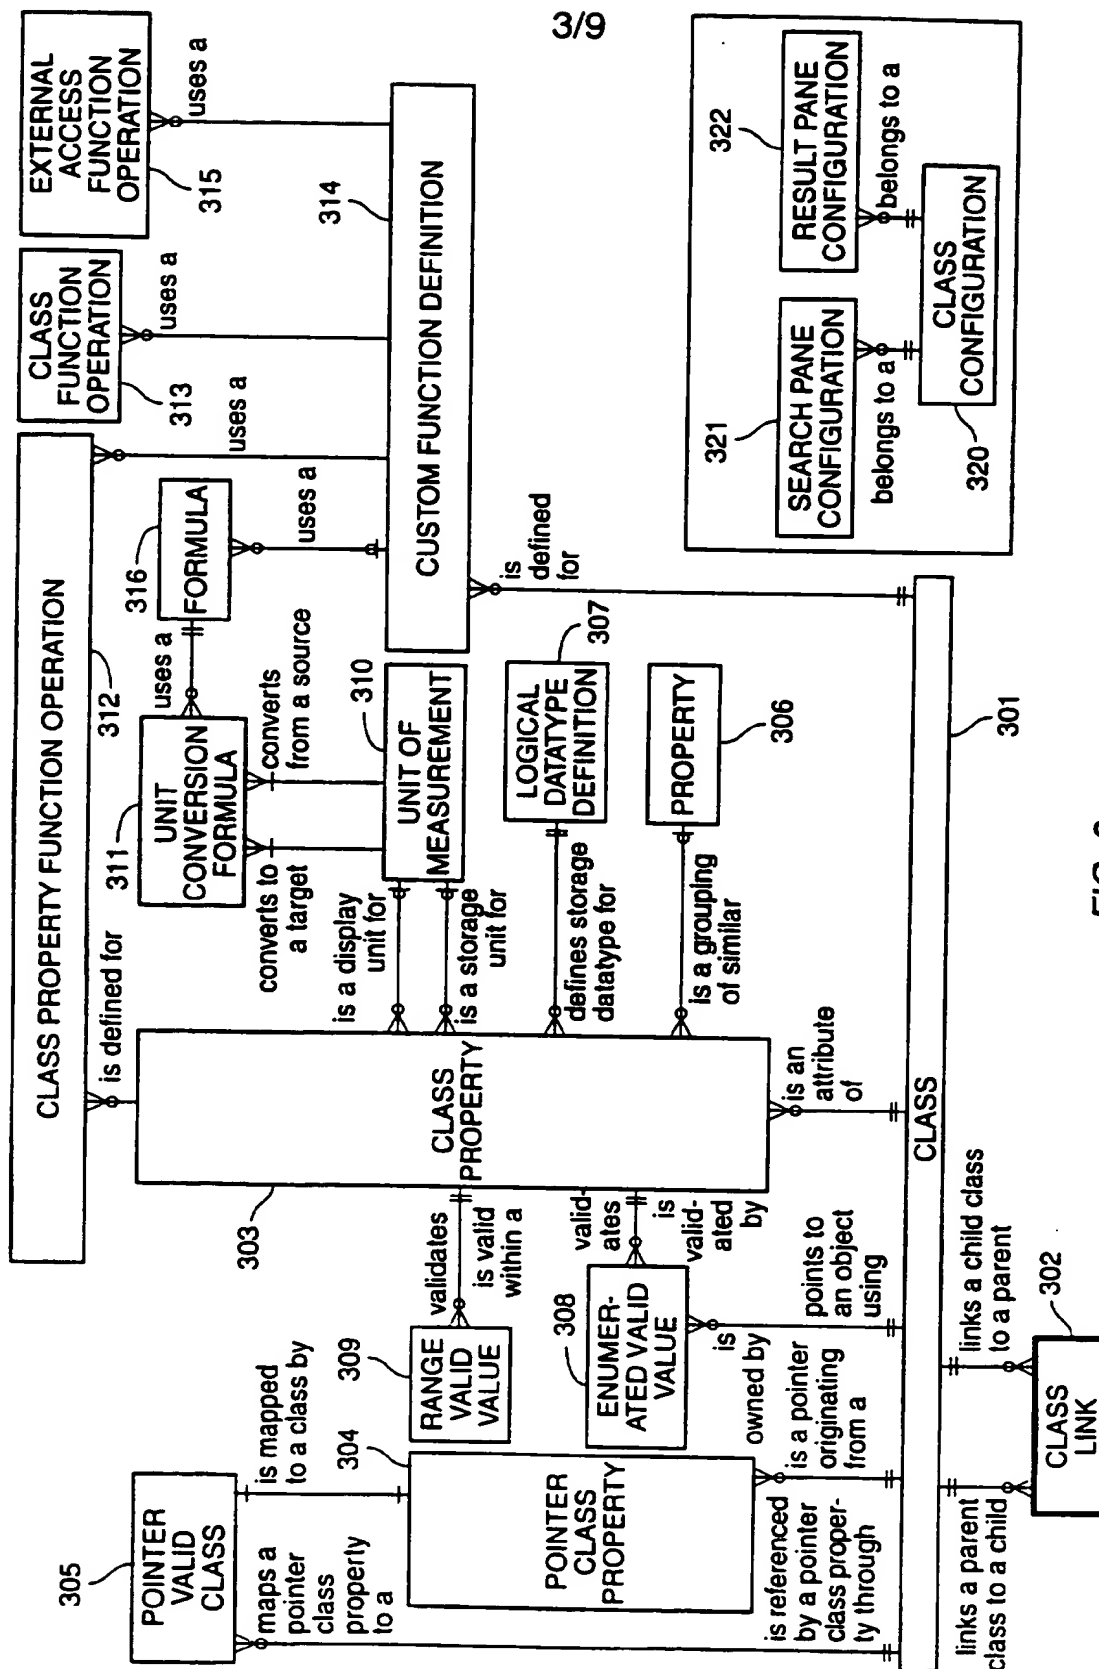 3/9
EXTERNAL
ACCESS
FUNCTION
OPERATION
315
uses a
CLASS
FUNCTION
OPERATION
313
uses a
CLASS PROPERTY FUNCTION OPERATION
312
uses a
is defined for
314
CUSTOM FUNCTION DEFINITION
316
FORMULA
uses a
uses a
311
UNIT
CONVERSION
FORMULA
converts
from a source
converts to
a target
310
UNIT OF
MEASUREMENT
is a display
unit for
is a storage
unit for
307
LOGICAL
DATATYPE
DEFINITION
defines storage
datatype for
306
PROPERTY
is a grouping
of similar
is
defined
for
303
CLASS
PROPERTY
is an
attribute
of
validates
is valid
within a
309
RANGE
VALID
VALUE
valid-
ates
is
valid-
ated
by
308
ENUMER-
ATED VALID
VALUE
is
owned by
points to
an object
using
305
POINTER
VALID
CLASS
is mapped
to a class by
maps a
pointer
class
property
to a
304
POINTER
CLASS
PROPERTY
is a pointer
originating
from a
is referenced
by a pointer
class proper-
ty through
301
CLASS
links a child class
to a parent
links a parent
class to a child
302
CLASS
LINK
322
RESULT PANE
CONFIGURATION
belongs to a
321
SEARCH PANE
CONFIGURATION
belongs to a
CLASS
CONFIGURATION
320